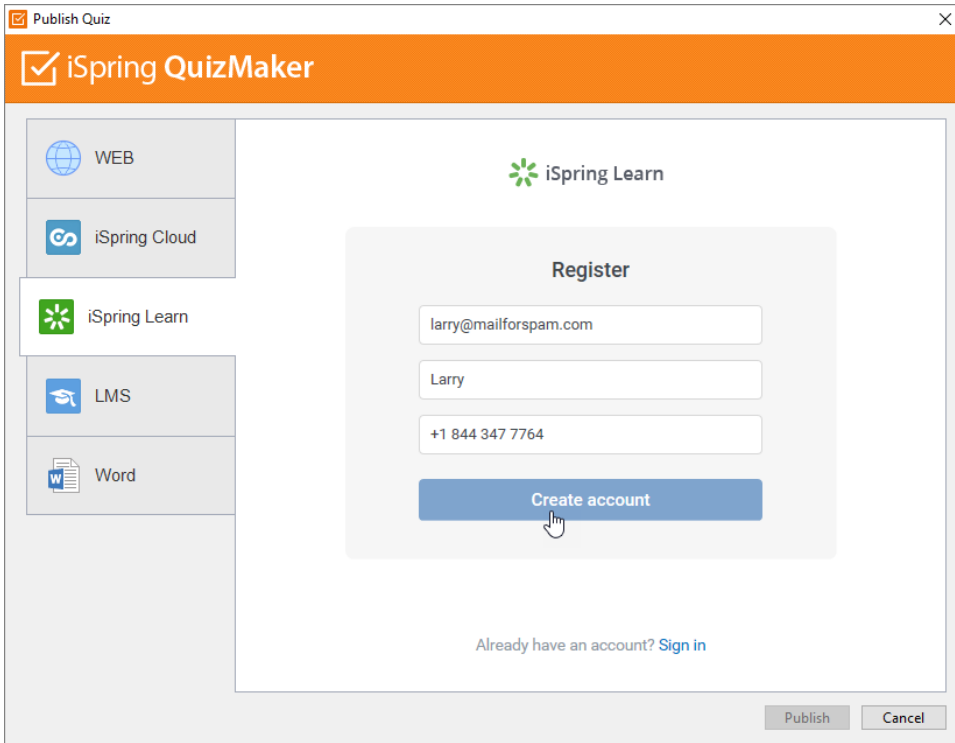 Publish Quiz
iSpring QuizMaker
WEB
iSpring Cloud
iSpring Learn
LMS
W
Word
iSpring Learn
Register
larry@mailforspam.com
Larry
+1 844 347 7764
Create account
Already have an account? Sign in
Publish
Cancel